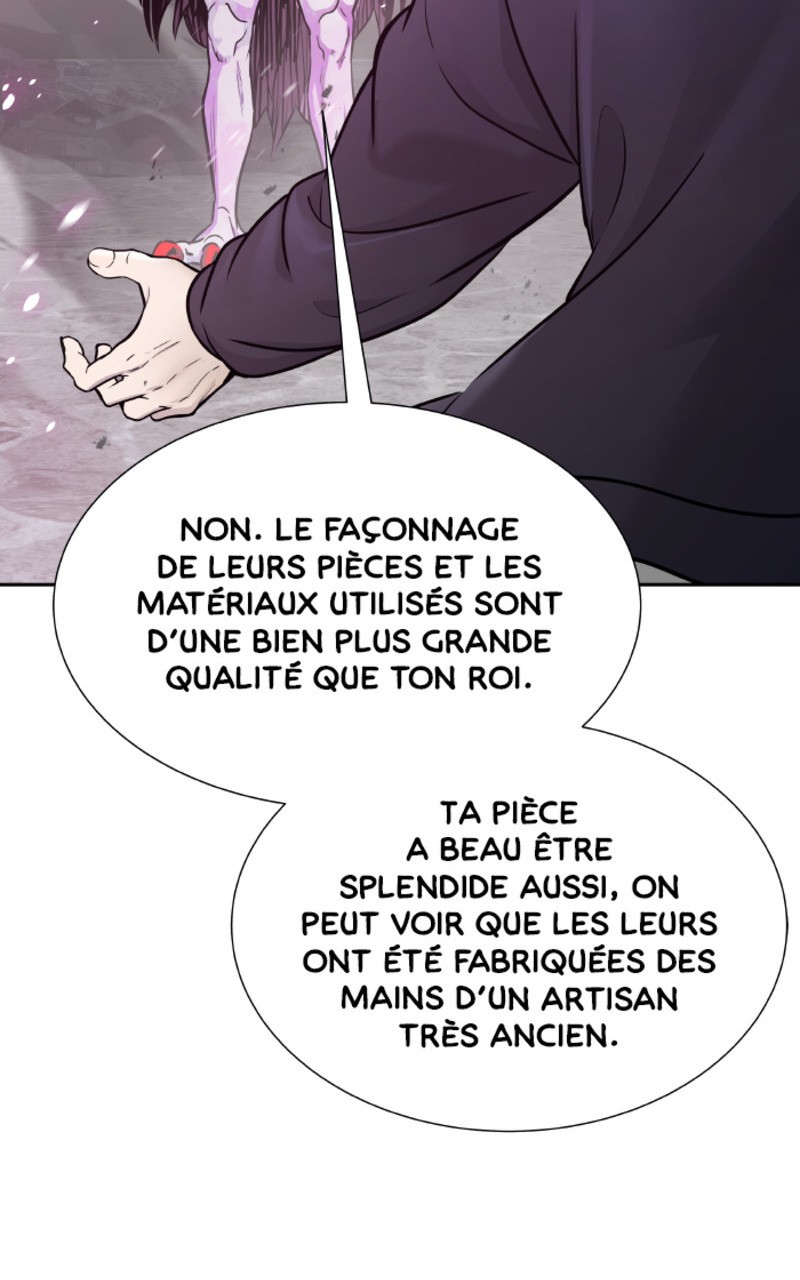 NON. LE FAÇONNAGE
DE LEURS PIÈCES ET LES
MATÉRIAUX UTILISÉS SONT
D'UNE BIEN PLUS GRANDE
QUALITÉ QUE TON ROI.
TA PIÈCE
A BEAU ÊTRE
SPLENDIDE AUSSI, ON
PEUT VOIR QUE LES LEURS
ONT ÉTÉ FABRIQUÉES DES
MAINS D'UN ARTISAN
TRÈS ANCIEN.